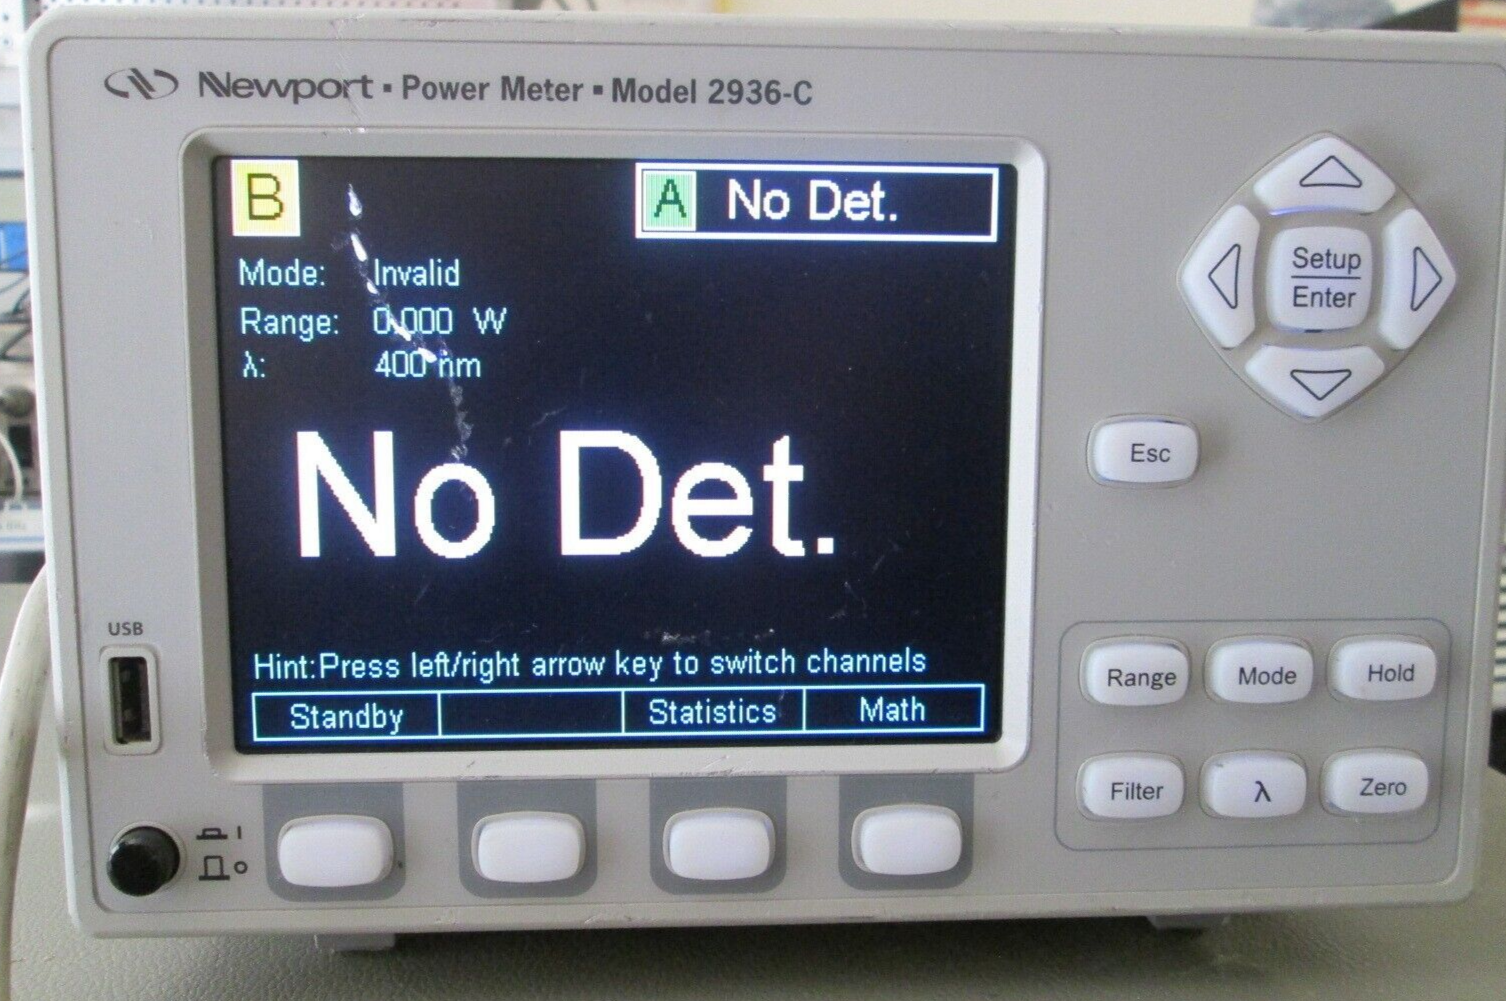 Newport ▪ Power Meter ▪ Model 2936-C
B
A No Det.
Mode: Invalid
Range: 0.000 W
λ: 400 nm
No Det.
Hint:Press left/right arrow key to switch channels
Standby Statistics Math
Setup
Enter
Esc
USB
Range Mode Hold
Filter λ Zero